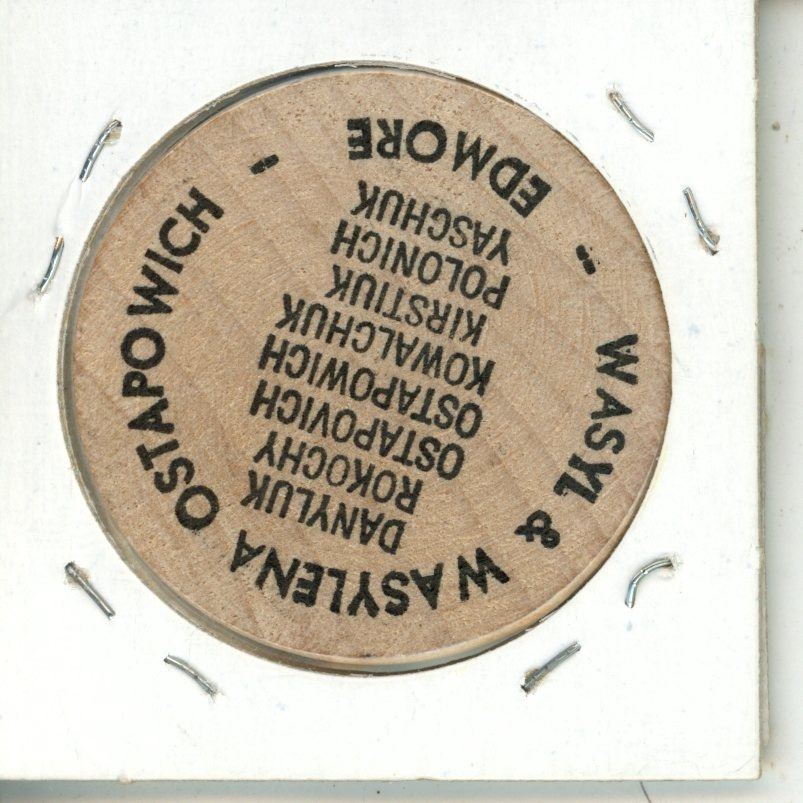 WASYL & WASYLENA OSTAPOWICH
DANYLUK
ROKOCHY
OSTAPOVICH
OSTAPOWICH
KOWALCHUK
KIRSTIUK
POLONICH
YASCHUK
- EDMORE -